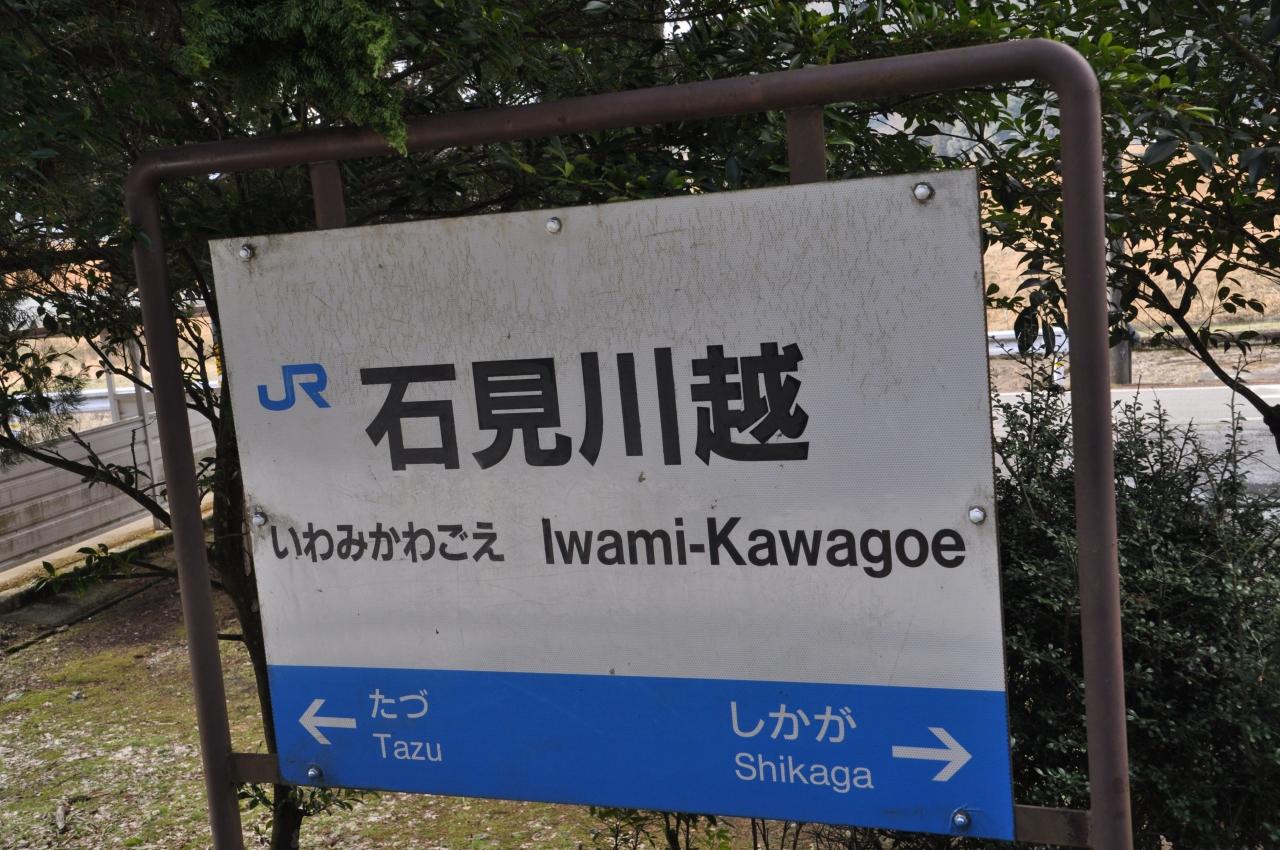 JR 石見川越
いわみかわごえ Iwami-Kawagoe
← たづ しかが →
Tazu Shikaga